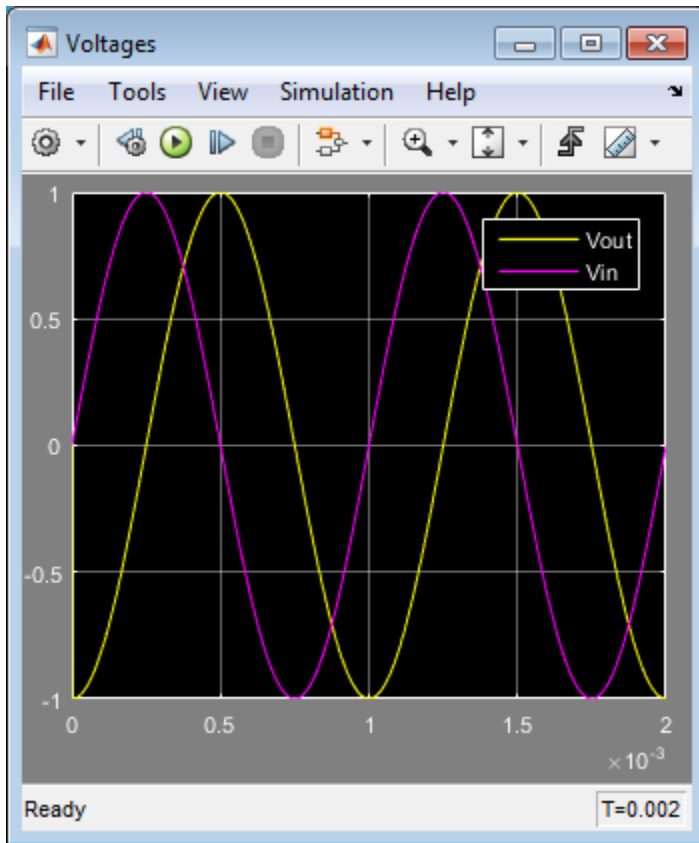 Voltages
File Tools View Simulation Help
Vout
Vin
1
0.5
0
-0.5
-1
0 0.5 1 1.5 2
×10-3
Ready T=0.002